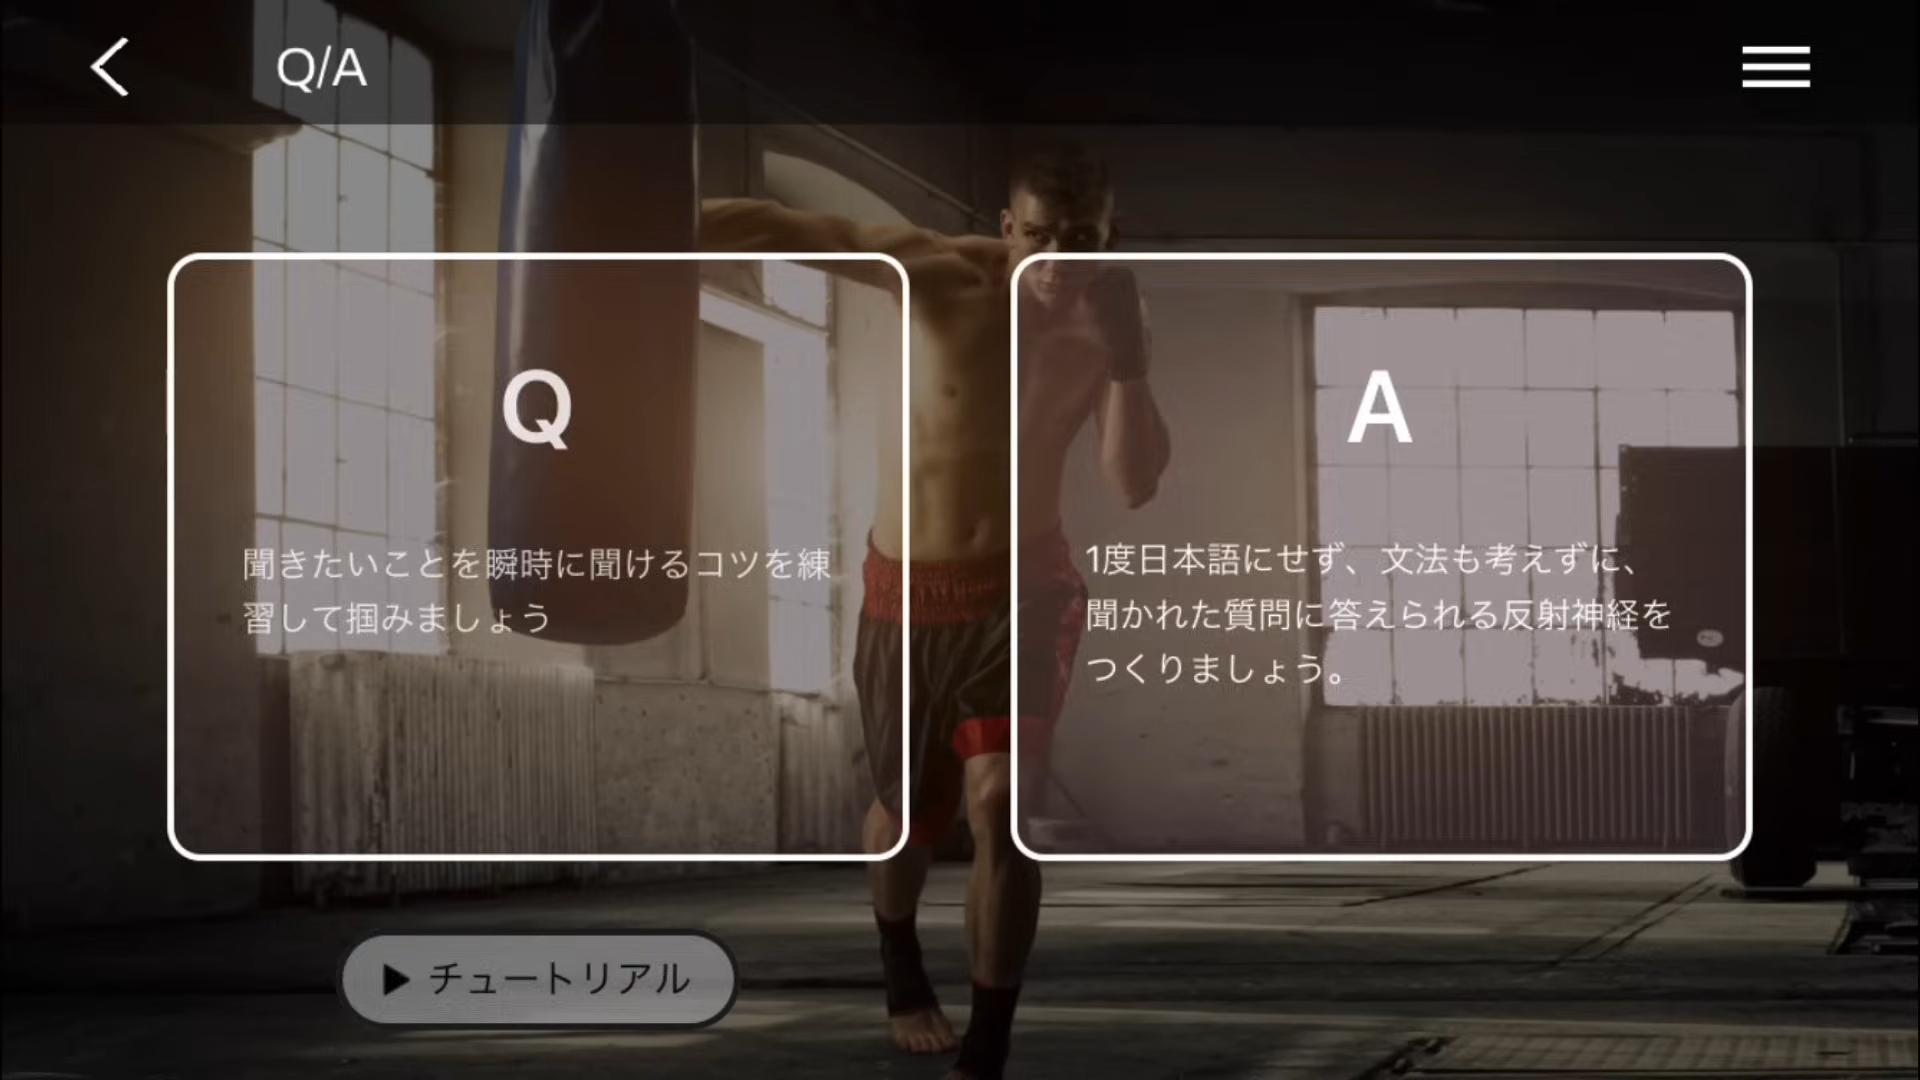 Q/A
Q
聞きたいことを瞬時に聞けるコツを練
習して掴みましょう
A
1度日本語にせず、文法も考えずに、
聞かれた質問に答えられる反射神経を
つくりましょう。
チュートリアル